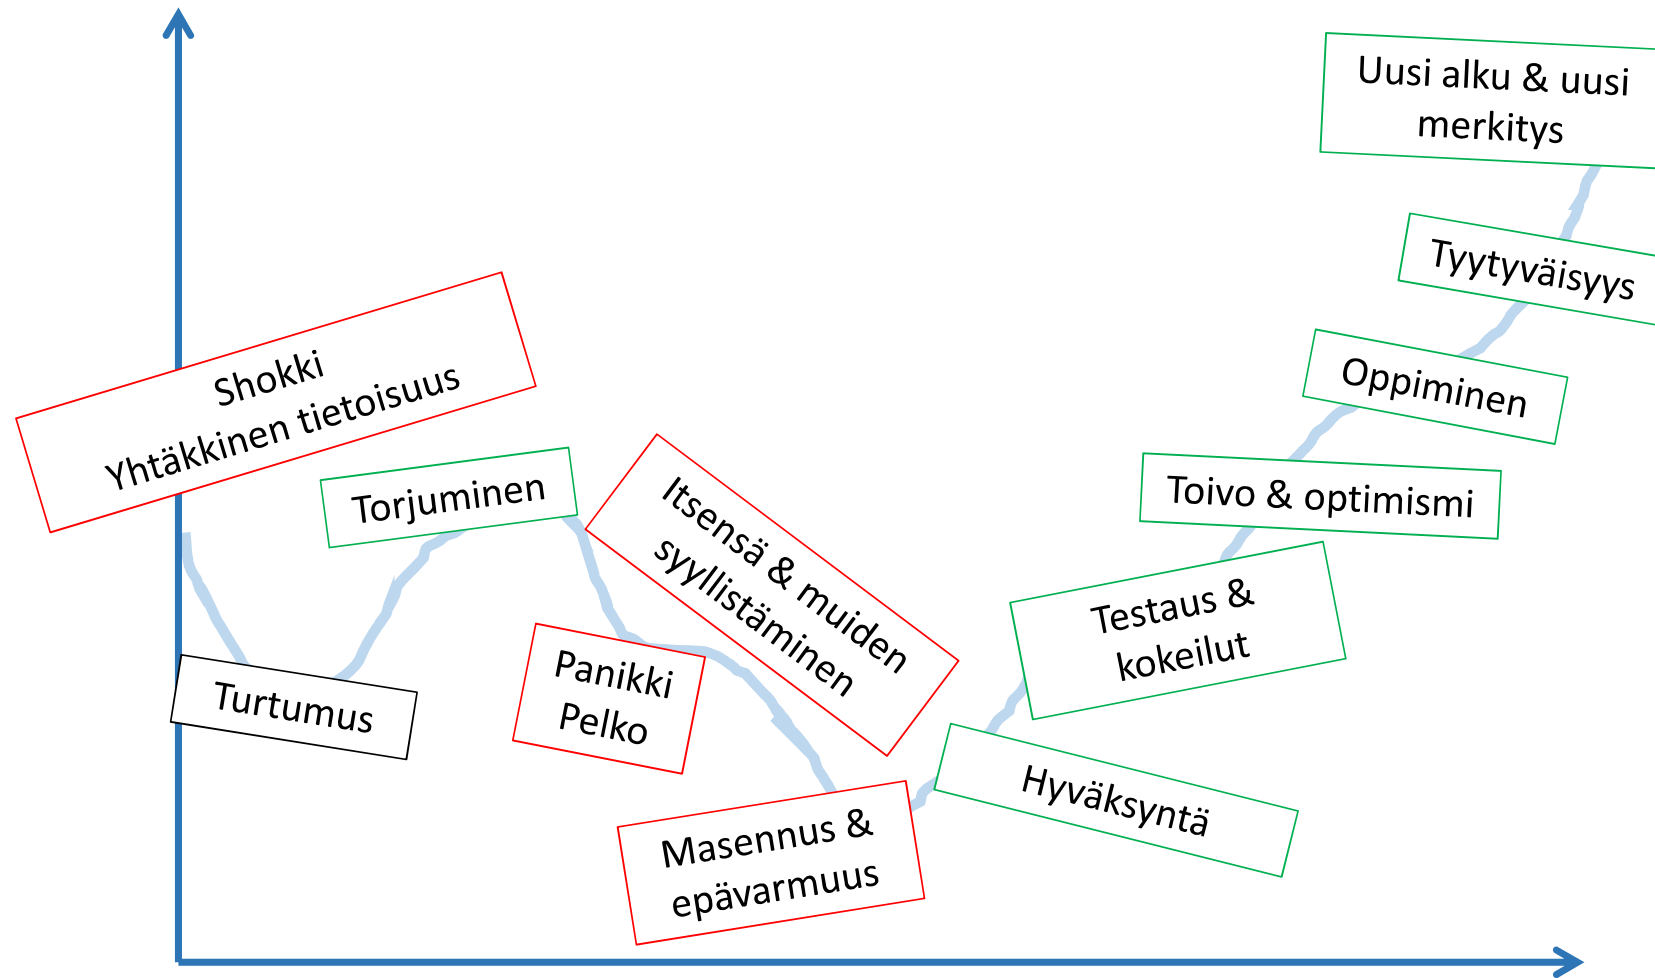 Shokki
Yhtäkkinen tietoisuus
Turtumus
Torjuminen
Panikki
Pelko
Itsensä & muiden
syyllistäminen
Masennus &
epävarmuus
Hyväksyntä
Testaus &
kokeilut
Toivo & optimismi
Oppiminen
Tyytyväisyys
Uusi alku & uusi
merkitys